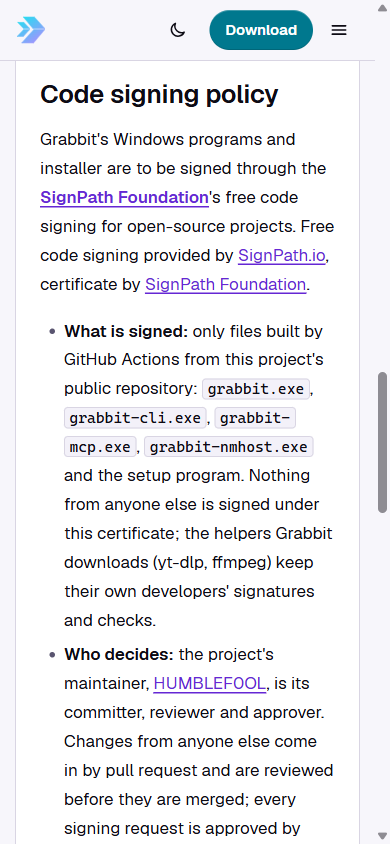 Download
Code signing policy
Grabbit's Windows programs and
installer are to be signed through the
SignPath Foundation's free code
signing for open-source projects. Free
code signing provided by SignPath.io,
certificate by SignPath Foundation.
What is signed: only files built by
GitHub Actions from this project's
public repository: grabbit.exe,
grabbit-cli.exe, grabbit-
mcp.exe, grabbit-nmhost.exe
and the setup program. Nothing
from anyone else is signed under
this certificate; the helpers Grabbit
downloads (yt-dlp, ffmpeg) keep
their own developers' signatures
and checks.
Who decides: the project's
maintainer, HUMBLEF0OL, is its
committer, reviewer and approver.
Changes from anyone else come
in by pull request and are reviewed
before they are merged; every
signing request is approved by